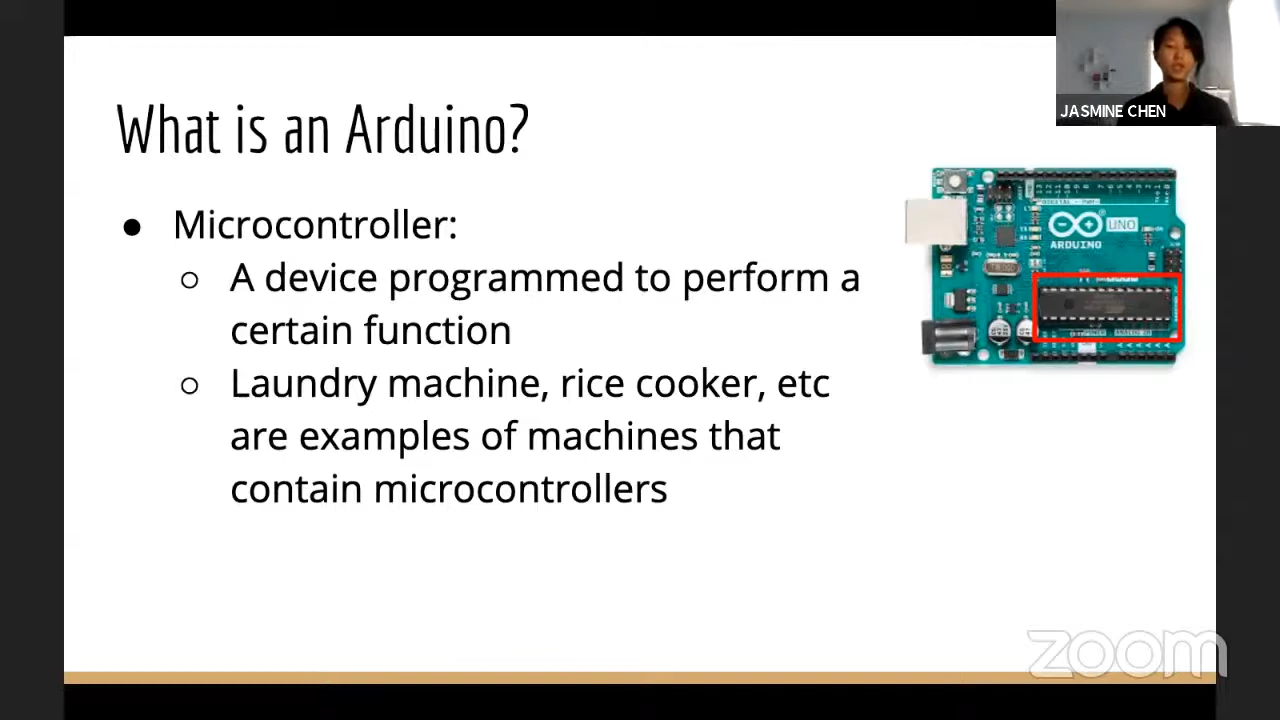 JASMINE CHEN
What is an Arduino?
● Microcontroller:
○ A device programmed to perform a
certain function
○ Laundry machine, rice cooker, etc
are examples of machines that
contain microcontrollers
UNO
ARDUINO
zoom